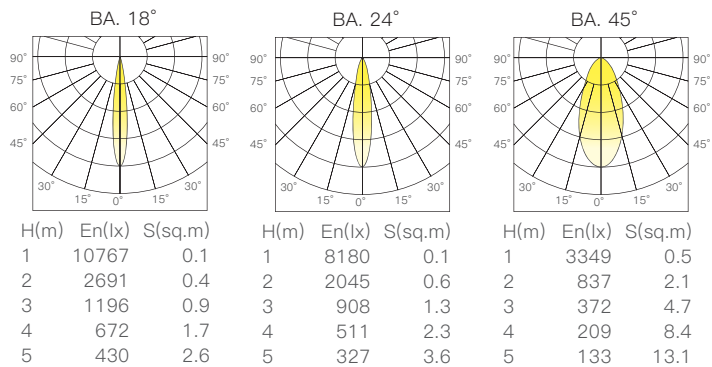 BA. 18°
90° 90°
75° 75°
60° 60°
45° 45°
30° 30°
15° 0° 15°
H(m) En(lx) S(sq.m)
1 10767 0.1
2 2691 0.4
3 1196 0.9
4 672 1.7
5 430 2.6
BA. 24°
90° 90°
75° 75°
60° 60°
45° 45°
30° 30°
15° 0° 15°
H(m) En(lx) S(sq.m)
1 8180 0.1
2 2045 0.6
3 908 1.3
4 511 2.3
5 327 3.6
BA. 45°
90° 90°
75° 75°
60° 60°
45° 45°
30° 30°
15° 0° 15°
H(m) En(lx) S(sq.m)
1 3349 0.5
2 837 2.1
3 372 4.7
4 209 8.4
5 133 13.1